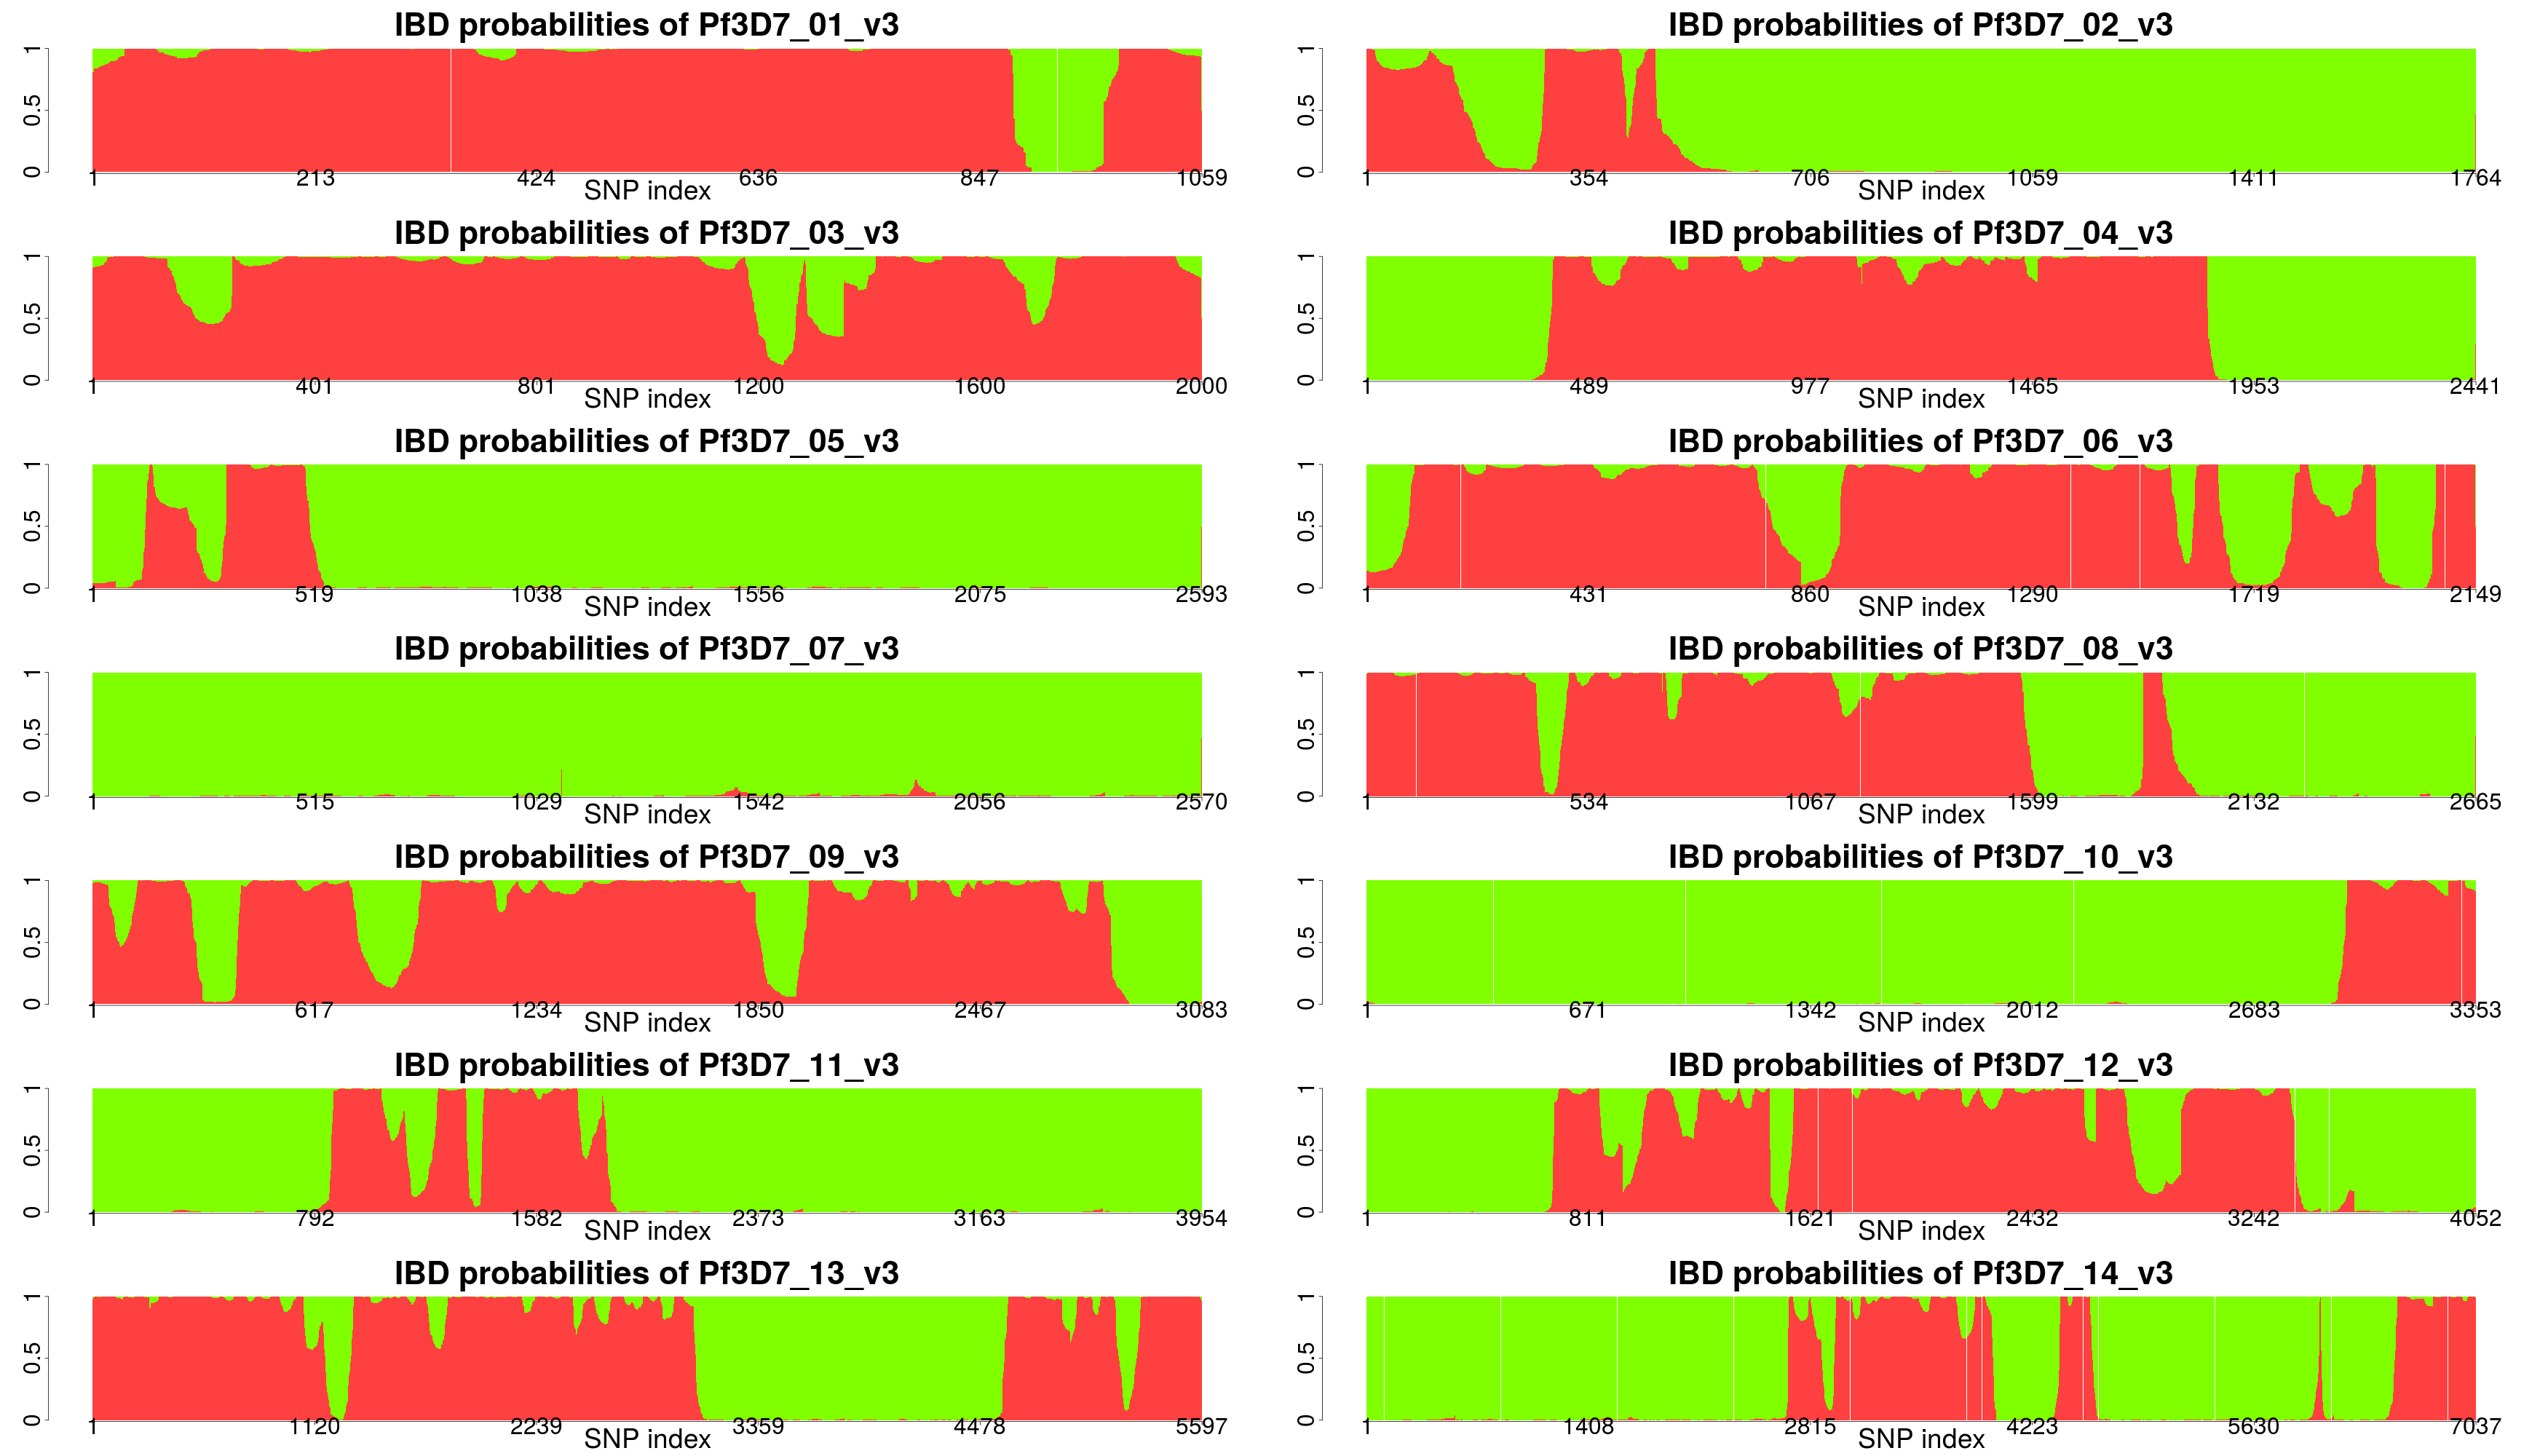 IBD probabilities of Pf3D7_01_v3
0 0.5 1
1 213 424 636 847 1059
SNP index
IBD probabilities of Pf3D7_02_v3
0 0.5 1
1 354 706 1059 1411 1764
SNP index
IBD probabilities of Pf3D7_03_v3
0 0.5 1
1 401 801 1200 1600 2000
SNP index
IBD probabilities of Pf3D7_04_v3
0 0.5 1
1 489 977 1465 1953 2441
SNP index
IBD probabilities of Pf3D7_05_v3
0 0.5 1
1 519 1038 1556 2075 2593
SNP index
IBD probabilities of Pf3D7_06_v3
0 0.5 1
1 431 860 1290 1719 2149
SNP index
IBD probabilities of Pf3D7_07_v3
0 0.5 1
1 515 1029 1542 2056 2570
SNP index
IBD probabilities of Pf3D7_08_v3
0 0.5 1
1 534 1067 1599 2132 2665
SNP index
IBD probabilities of Pf3D7_09_v3
0 0.5 1
1 617 1234 1850 2467 3083
SNP index
IBD probabilities of Pf3D7_10_v3
0 0.5 1
1 671 1342 2012 2683 3353
SNP index
IBD probabilities of Pf3D7_11_v3
0 0.5 1
1 792 1582 2373 3163 3954
SNP index
IBD probabilities of Pf3D7_12_v3
0 0.5 1
1 811 1621 2432 3242 4052
SNP index
IBD probabilities of Pf3D7_13_v3
0 0.5 1
1 1120 2239 3359 4478 5597
SNP index
IBD probabilities of Pf3D7_14_v3
0 0.5 1
1 1408 2815 4223 5630 7037
SNP index